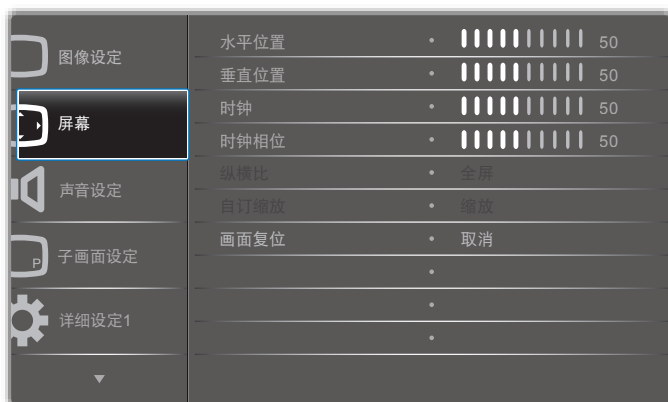 图像设定
屏幕
声音设定
P
子画面设定
详细设定1
水平位置 • 50
垂直位置 • 50
时钟 • 50
时钟相位 • 50
纵横比 • 全屏
自订缩放 • 缩放
画面复位 • 取消